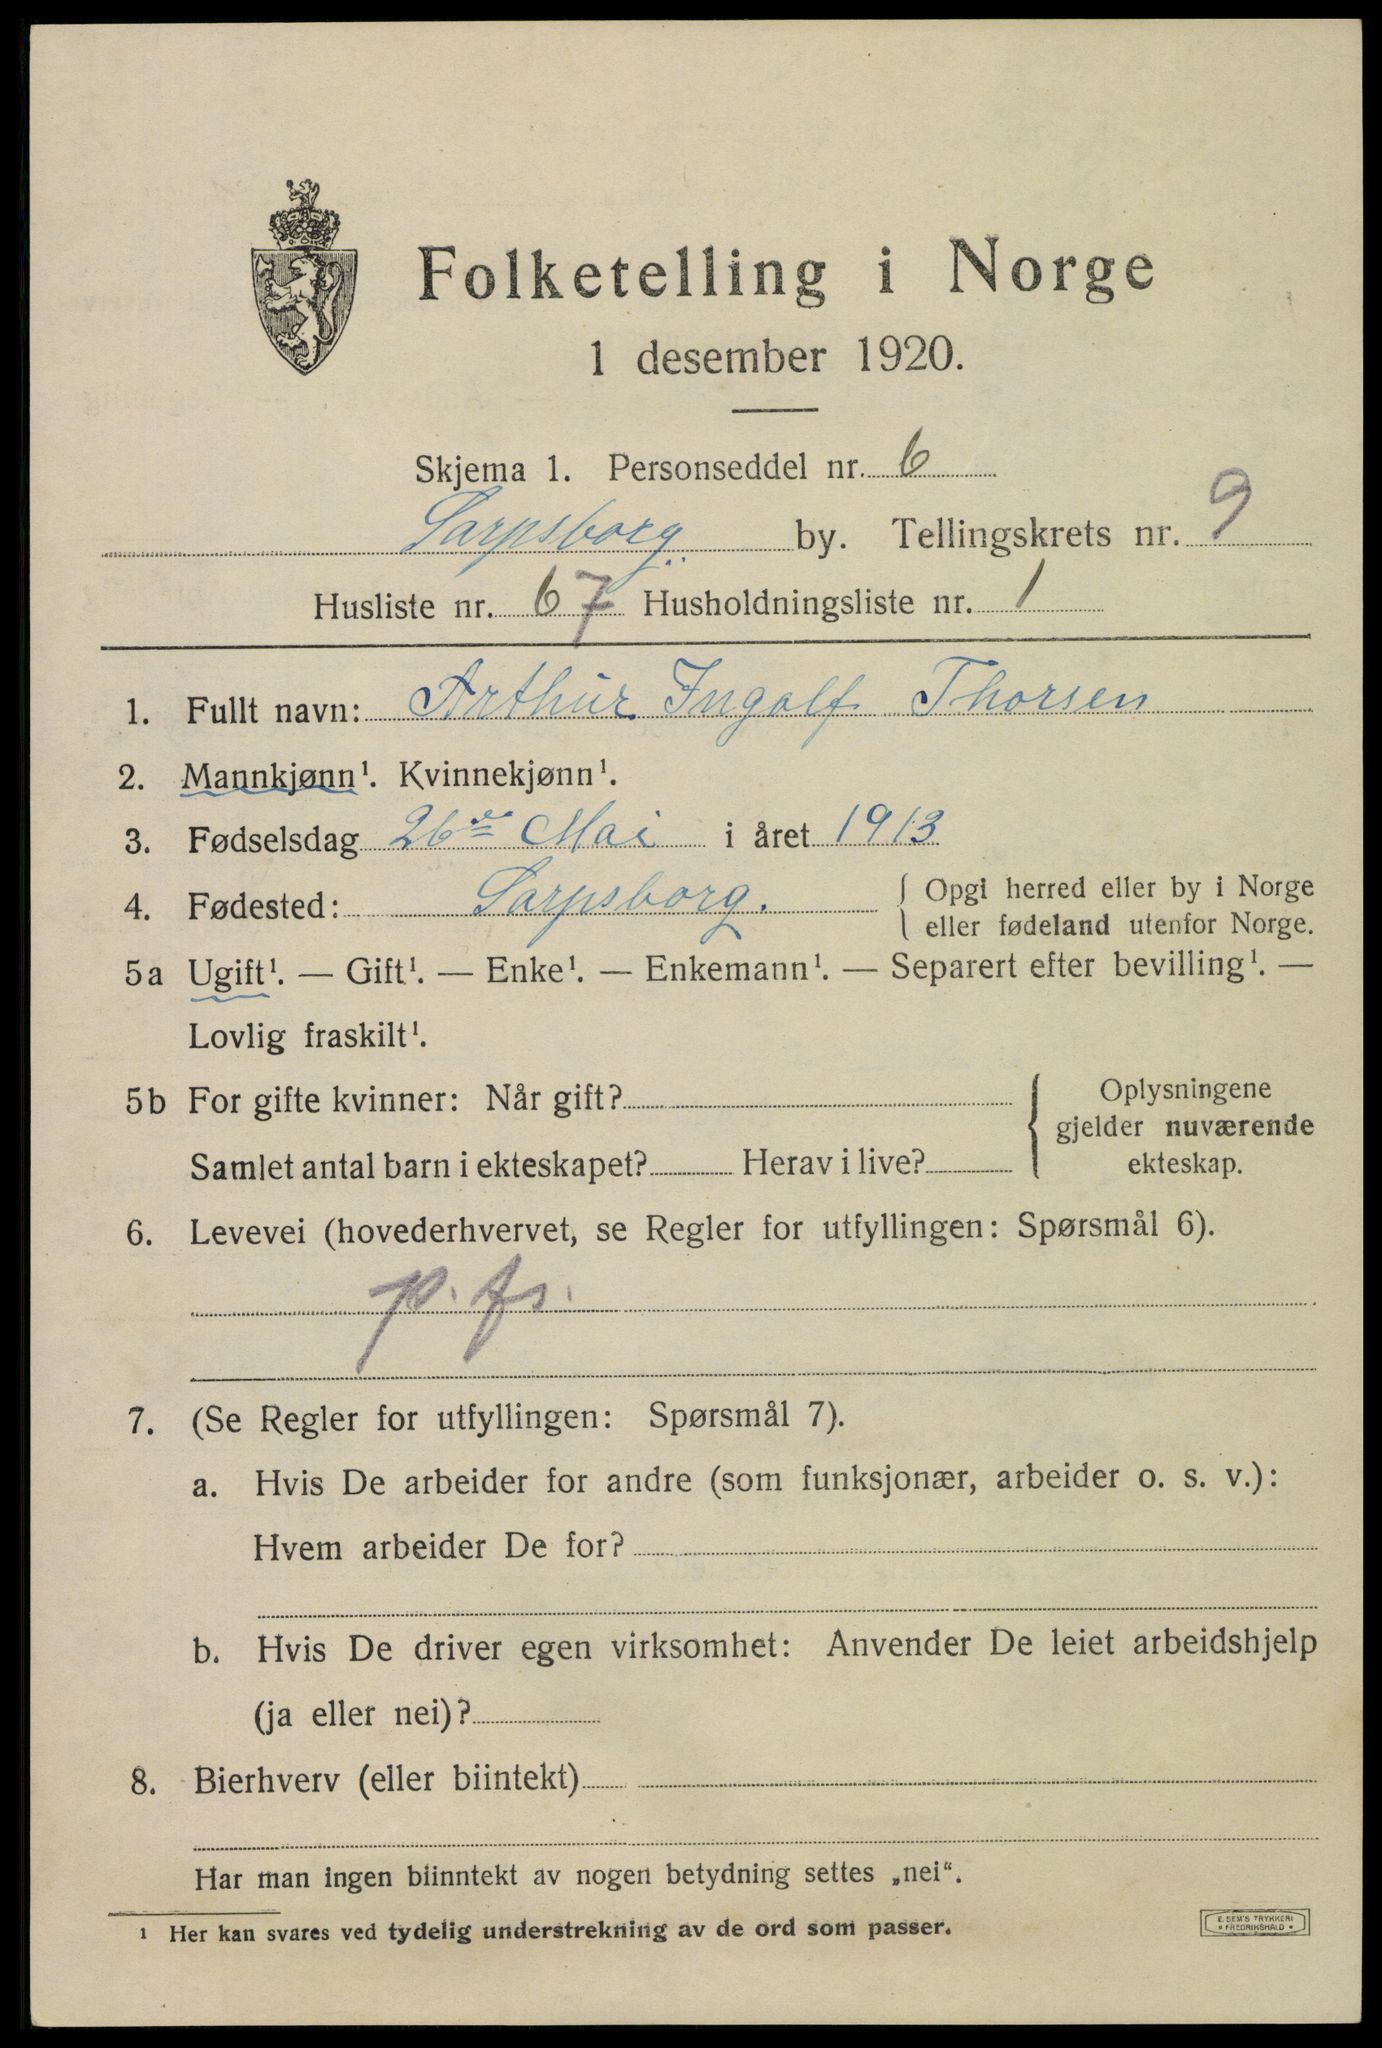 Folketelling i Norge
1 desember 1920.
Skjema 1. Personseddel nr. 6
Sarpsborg by. Tellingskrets nr. 9
Husliste nr. 67 Husholdningsliste nr. 1
1. Fullt navn: Arthur Ingolf Thorsen
2. Mannkjønn¹. Kvinnekjønn¹.
3. Fødselsdag 26de Mai i året 1913
4. Fødested: Sarpsborg. { Opgi herred eller by i Norge
eller fødeland utenfor Norge.
5a Ugift¹. — Gift¹. — Enke¹. — Enkemann¹. — Separert efter bevilling¹. —
Lovlig fraskilt¹.
5b For gifte kvinner: Når gift? { Oplysningene
gjelder nuværende
Samlet antal barn i ekteskapet? Herav i live? ekteskap.
6. Levevei (hovederhvervet, se Regler for utfyllingen: Spørsmål 6).
p. fs.
7. (Se Regler for utfyllingen: Spørsmål 7).
a. Hvis De arbeider for andre (som funksjonær, arbeider o. s. v.):
Hvem arbeider De for?
b. Hvis De driver egen virksomhet: Anvender De leiet arbeidshjelp
(ja eller nei)?
8. Bierhverv (eller biintekt)
Har man ingen biinntekt av nogen betydning settes „nei“.
¹ Her kan svares ved tydelig understrekning av de ord som passer.
E. SEM'S TRYKKERI
* FREDRIKSHALD *